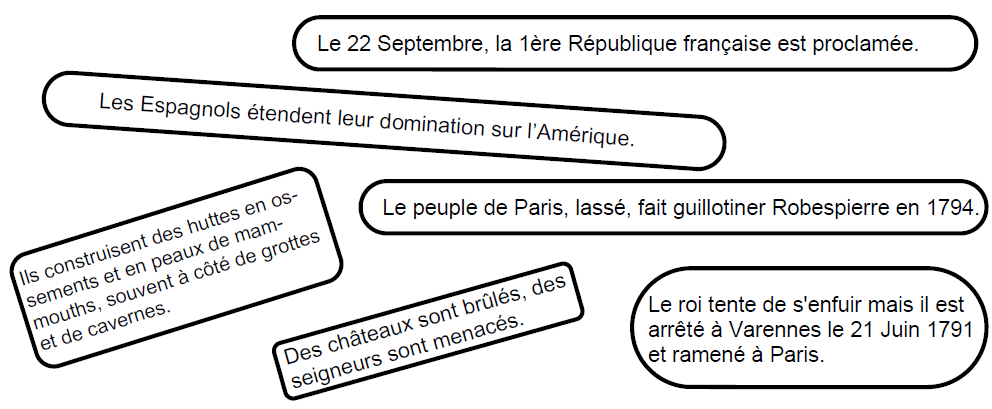 Le 22 Septembre, la 1ère République française est proclamée.
Les Espagnols étendent leur domination sur l’Amérique.
Ils construisent des huttes en os-
sements et en peaux de mam-
mouths, souvent à côté de grottes
et de cavernes.
Le peuple de Paris, lassé, fait guillotiner Robespierre en 1794.
Des châteaux sont brûlés, des
seigneurs sont menacés.
Le roi tente de s'enfuir mais il est
arrêté à Varennes le 21 Juin 1791
et ramené à Paris.